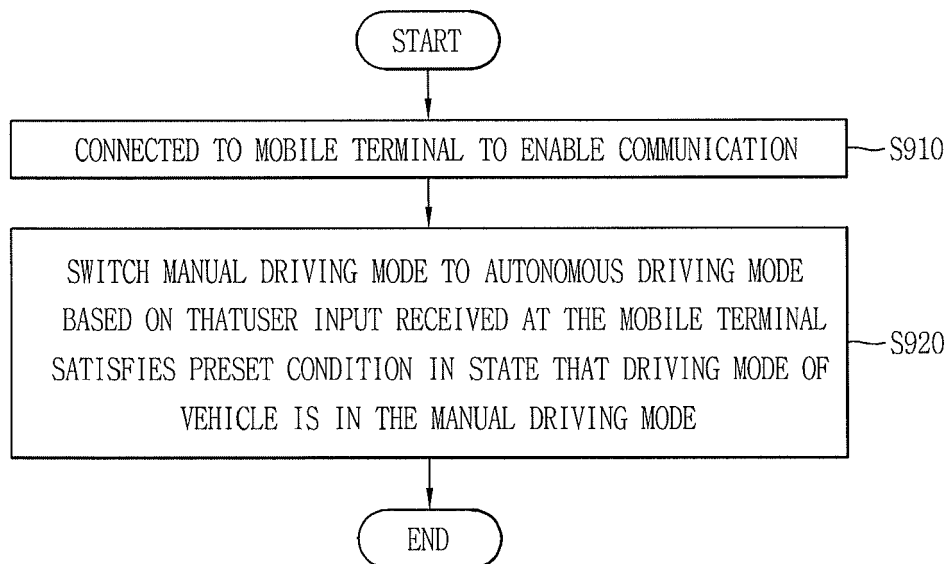 START
CONNECTED TO MOBILE TERMINAL TO ENABLE COMMUNICATION
S910
SWITCH MANUAL DRIVING MODE TO AUTONOMOUS DRIVING MODE
BASED ON THATUSER INPUT RECEIVED AT THE MOBILE TERMINAL
SATISFIES PRESET CONDITION IN STATE THAT DRIVING MODE OF
VEHICLE IS IN THE MANUAL DRIVING MODE
S920
END